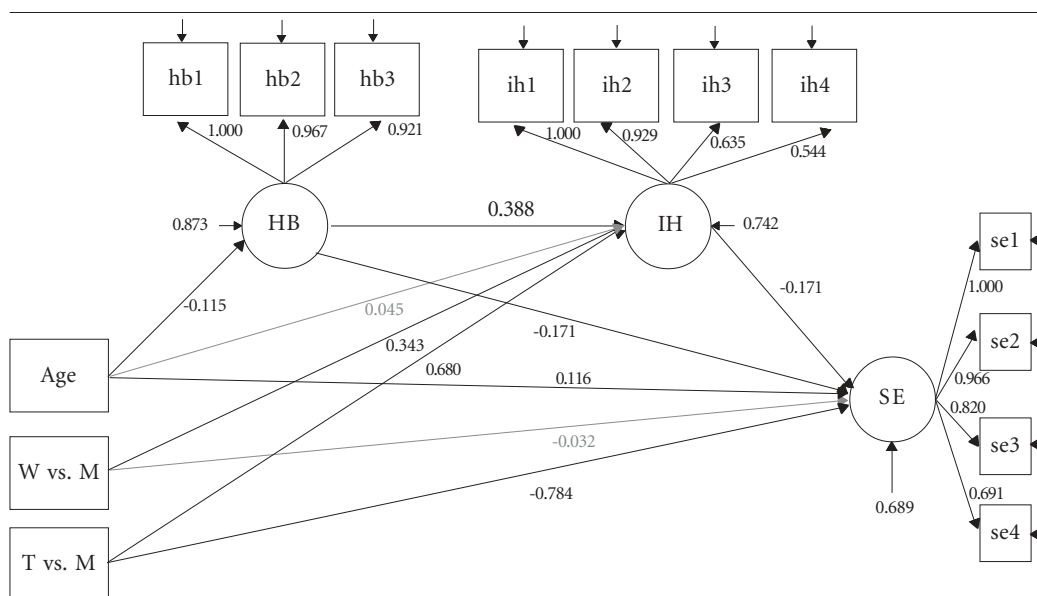 hb1 hb2 hb3 ih1 ih2 ih3 ih4
1.000 0.967 0.921 1.000 0.929 0.635 0.544
0.873 HB 0.388 IH 0.742
se1
1.000
-0.115 0.045 -0.171 -0.171
0.343 se2
Age 0.680 0.116 0.966
SE 0.820
W vs. M -0.032 se3
-0.784 0.691
0.689
T vs. M se4